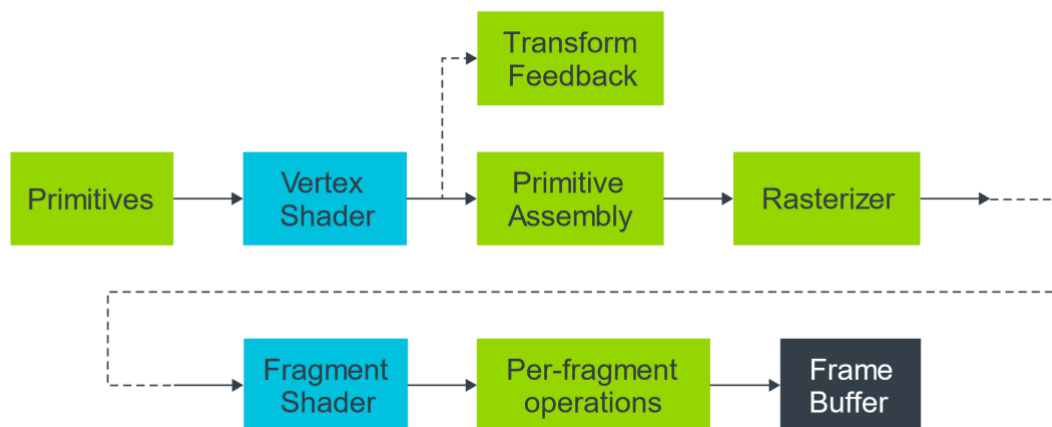 Transform
Feedback
Primitives
Vertex
Shader
Primitive
Assembly
Rasterizer
Fragment
Shader
Per-fragment
operations
Frame
Buffer